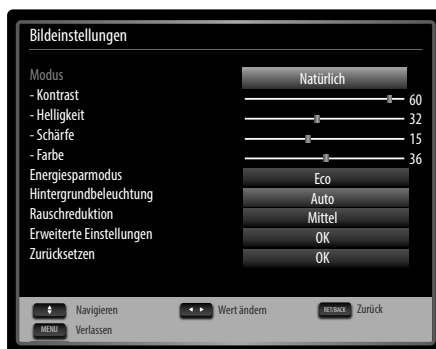 Bildeinstellungen
Modus Natürlich
- Kontrast 60
- Helligkeit 32
- Schärfe 15
- Farbe 36
Energiesparmodus Eco
Hintergrundbeleuchtung Auto
Rauschreduktion Mittel
Erweiterte Einstellungen OK
Zurücksetzen OK
Navigieren Wert ändern RET/BACK Zurück
MENU Verlassen